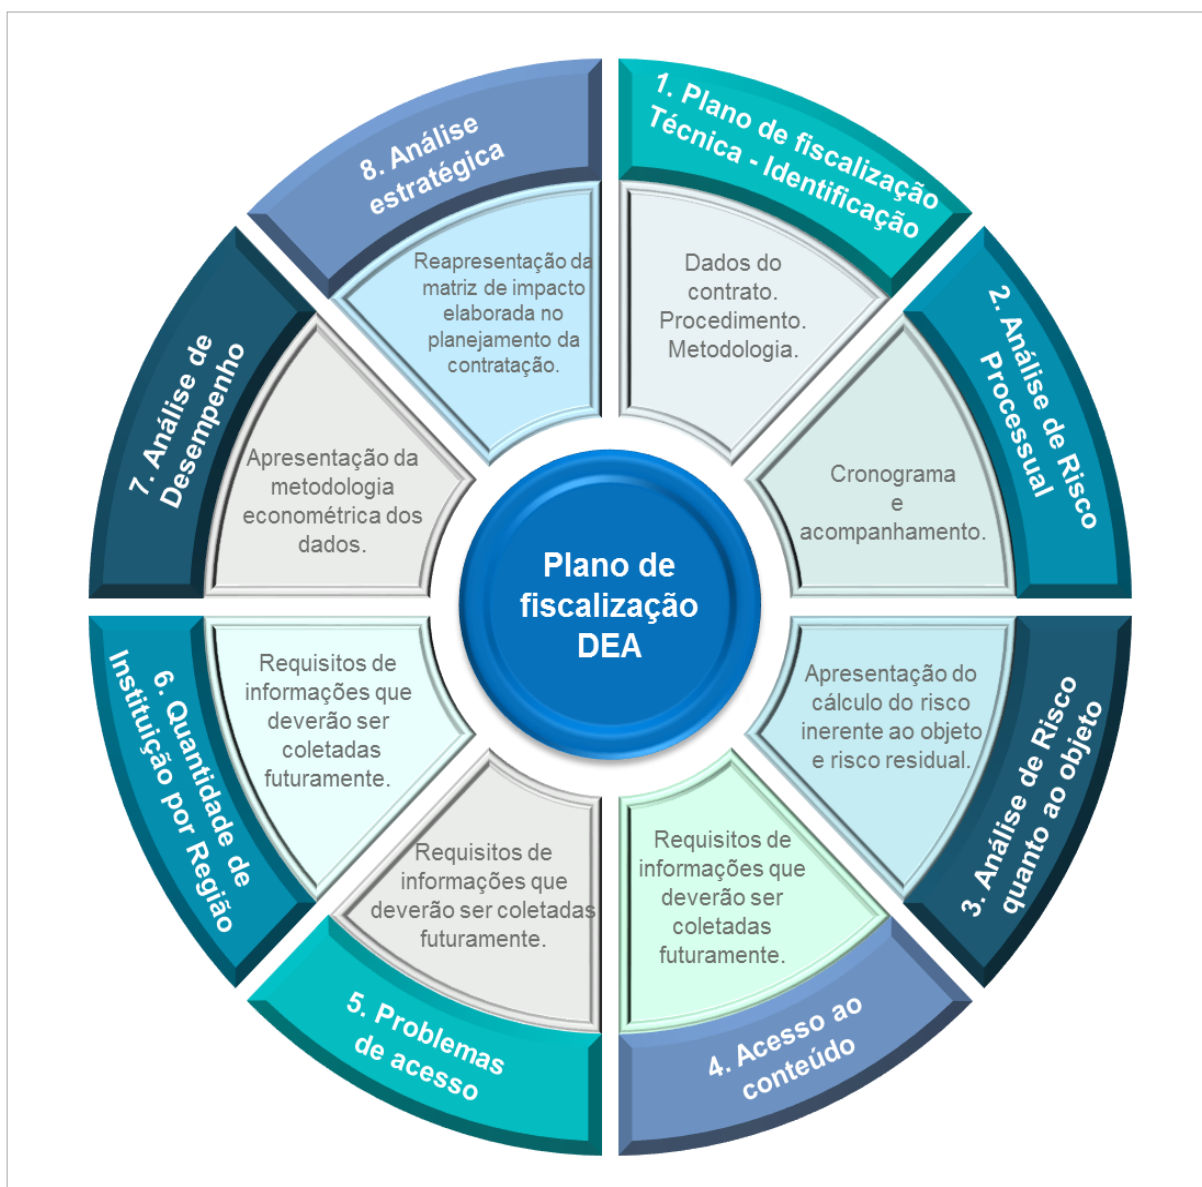 Plano de
fiscalização
DEA
1. Plano de fiscalização
Técnica - Identificação
Dados do
contrato.
Procedimento.
Metodologia.
2. Análise de Risco
Processual
Cronograma
e
acompanhamento.
3. Análise de Risco
quanto ao objeto
Apresentação do
cálculo do risco
inerente ao objeto
e risco residual.
4. Acesso ao
conteúdo
Requisitos de
informações que
deverão ser
coletadas
futuramente.
5. Problemas
de acesso
Requisitos de
informações que
deverão ser coletadas
futuramente.
6. Quantidade de
Instituição por Região
Requisitos de
informações que
deverão ser
coletadas
futuramente.
7. Análise de
Desempenho
Apresentação da
metodologia
econométrica dos
dados.
8. Análise
estratégica
Reapresentação da
matriz de impacto
elaborada no
planejamento da
contratação.